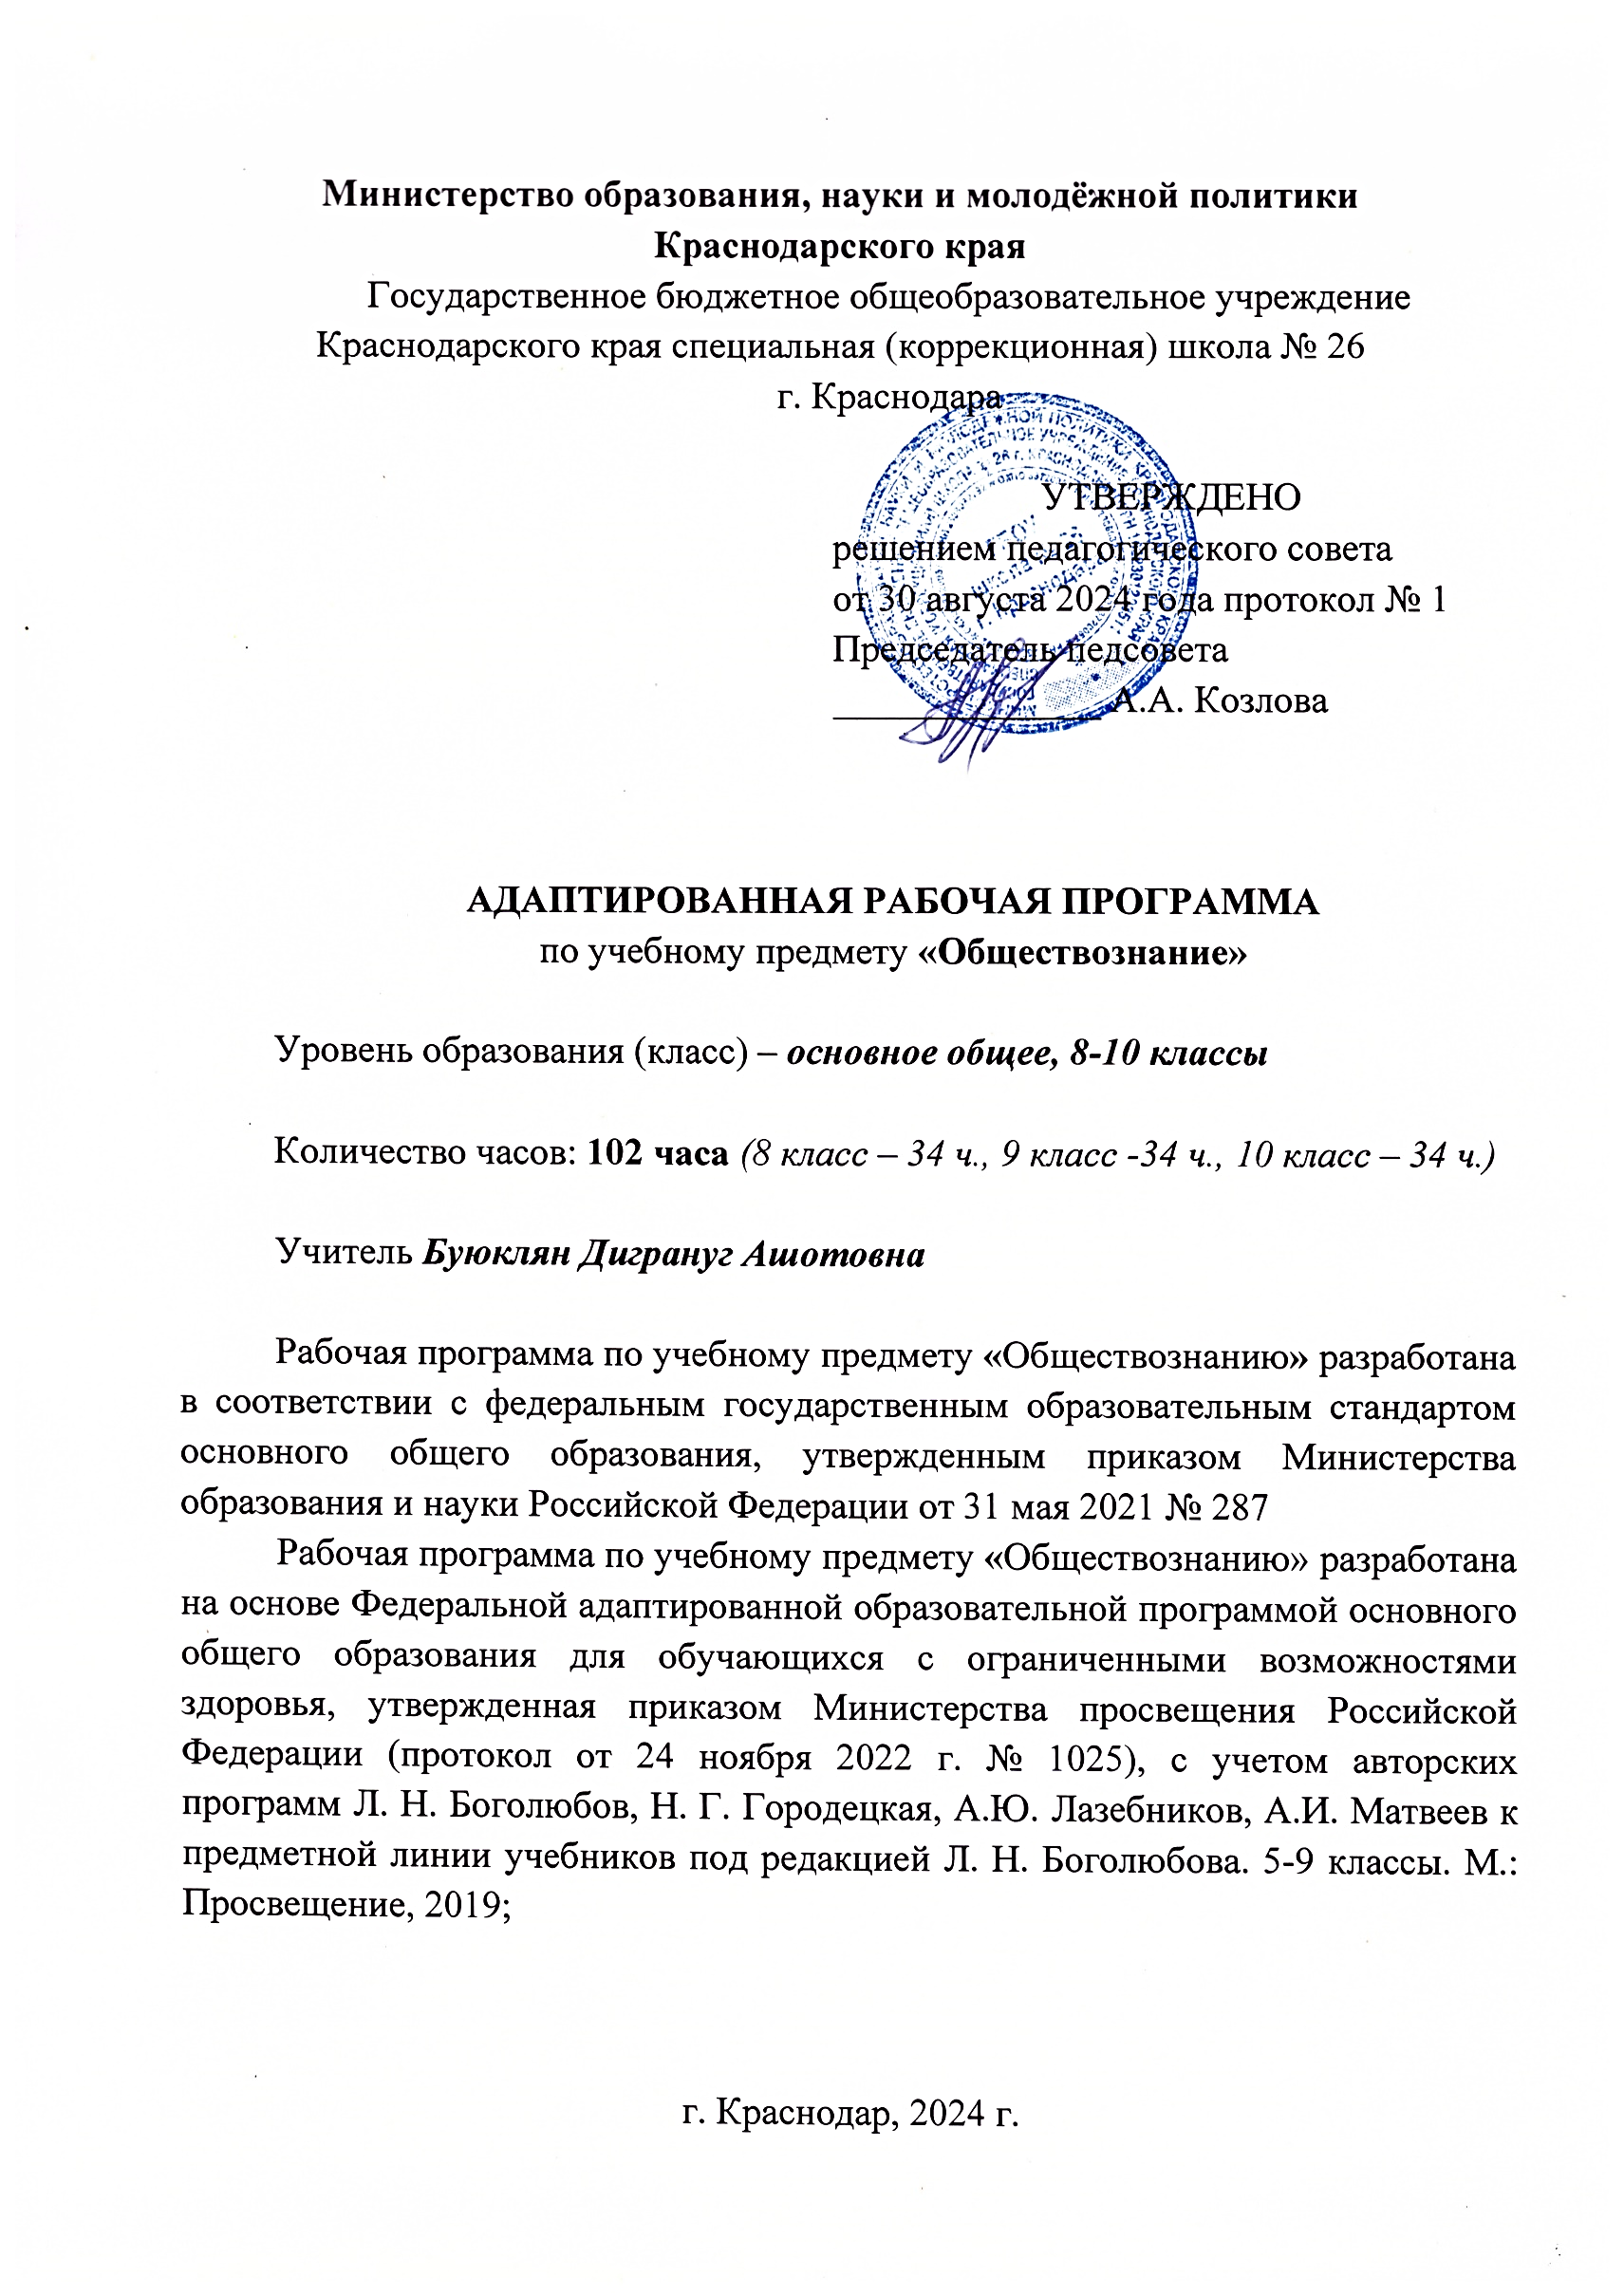 Министерство образования, науки и молодёжной политики
Краснодарского края
Государственное бюджетное общеобразовательное учреждение
Краснодарского края специальная (коррекционная) школа № 26
г. Краснодара
УТВЕРЖДЕНО
решением педагогического совета
от 30 августа 2024 года протокол № 1
Председатель педсовета
А.А. Козлова
АДАПТИРОВАННАЯ РАБОЧАЯ ПРОГРАММА
по учебному предмету «Обществознание»
Уровень образования (класс) – основное общее, 8-10 классы
Количество часов: 102 часа (8 класс – 34 ч., 9 класс -34 ч., 10 класс – 34 ч.)
Учитель Буюклян Дигрануг Ашотовна
Рабочая программа по учебному предмету «Обществознанию» разработана
в соответствии с федеральным государственным образовательным стандартом
основного общего образования, утвержденным приказом Министерства
образования и науки Российской Федерации от 31 мая 2021 № 287
Рабочая программа по учебному предмету «Обществознанию» разработана
на основе Федеральной адаптированной образовательной программой основного
общего образования для обучающихся с ограниченными возможностями
здоровья, утвержденная приказом Министерства просвещения Российской
Федерации (протокол от 24 ноября 2022 г. № 1025), с учетом авторских
программ Л. Н. Боголюбов, Н. Г. Городецкая, А.Ю. Лазебников, А.И. Матвеев к
предметной линии учебников под редакцией Л. Н. Боголюбова. 5-9 классы. М.:
Просвещение, 2019;
г. Краснодар, 2024 г.